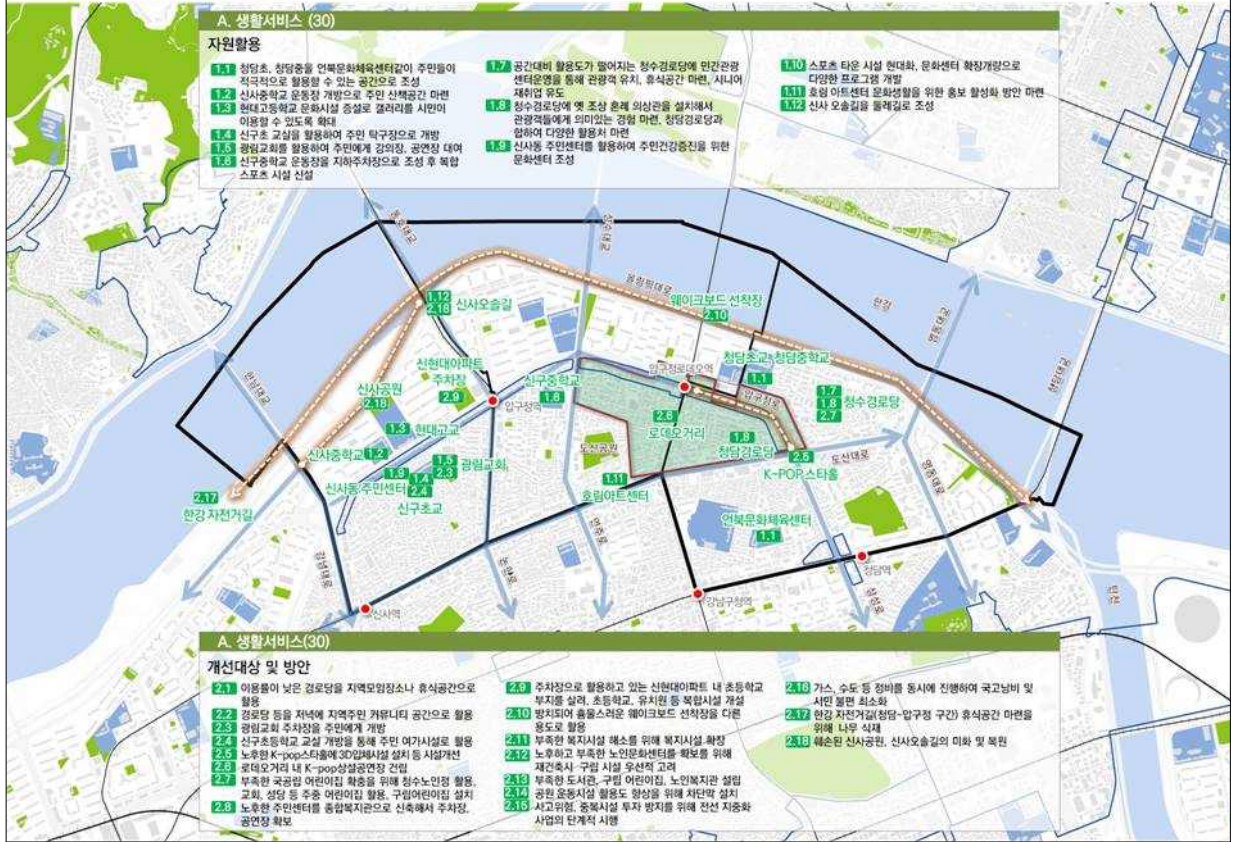 A. 생활서비스 (30)
자원활용
1.1 청담초, 청담중을 언북문화체육센터같이 주민들이
적극적으로 활용할 수 있는 공간으로 조성
1.2 신사중학교 운동장 개방으로 주민 산책공간 마련
1.3 현대고등학교 문화시설 증설로 갤러리를 시민이
이용할 수 있도록 확대
1.4 신구초 교실을 활용하여 주민 탁구장으로 개방
1.5 광림교회를 활용하여 주민에게 강의장, 공연장 대여
1.6 신구중학교 운동장을 지하주차장으로 조성 후 복합
스포츠 시설 신설
1.7 공간대비 활용도가 떨어지는 청수경로당에 민간관광
센터운영을 통해 관광객 유치, 휴식공간 마련, 시니어
재취업 유도
1.8 청수경로당에 옛 조상 혼례 의상관을 설치해서
관광객들에게 의미있는 경험 마련, 청담경로당과
합하여 다양한 활용처 마련
1.9 신사동 주민센터를 활용하여 주민건강증진을 위한
문화센터 조성
1.10 스포츠 타운 시설 현대화, 문화센터 확장개량으로
다양한 프로그램 개발
1.11 호림 아트센터 문화생활을 위한 홍보 활성화 방안 마련
1.12 신사 오솔길을 둘레길로 조성
동호대교
성수대교
올림픽대로
한강
한남대교
영동대교
청담대교
1.12
2.18
신사오솔길
웨이크보드 선착장
2.10
신현대아파트
주차장
2.9
신사공원
2.18
신구중학교
1.6
압구정역
압구정로데오역
청담초교 청담중학교
1.1
압구정로
1.7
1.8
2.7
청수경로당
2.6
로데오거리
1.3 현대고교
신사중학교 1.2
1.5
2.3
광림교회
1.9
신사동 주민센터
1.4
2.4
신구초교
도산공원
1.8
청담경로당
2.5
K-POP 스타홀
도산대로
영동대로
1.11
호림아트센터
2.17
한강 자전거길
언북문화체육센터
1.1
강남대로
논현로
언주로
삼성로
탄천
신사역
강남구청역
청담역
A. 생활서비스(30)
개선대상 및 방안
2.1 이용률이 낮은 경로당을 지역모임장소나 휴식공간으로
활용
2.2 경로당 등을 저녁에 지역주민 커뮤니티 공간으로 활용
2.3 광림교회 주차장을 주민에게 개방
2.4 신구초등학교 교실 개방을 통해 주민 여가시설로 활용
2.5 노후한 K-pop스타홀에 3D입체시설 설치 등 시설개선
2.6 로데오거리 내 K-pop상설공연장 건립
2.7 부족한 국공립 어린이집 확충을 위해 청수노인정 활용,
교회, 성당 등 주중 어린이집 활용, 구립어린이집 설치
2.8 노후한 주민센터를 종합복지관으로 신축해서 주차장,
공연장 확보
2.9 주차장으로 활용하고 있는 신현대아파트 내 초등학교
부지를 살려, 초등학교, 유치원 등 복합시설 개설
2.10 방치되어 흉물스러운 웨이크보드 선착장을 다른
용도로 활용
2.11 부족한 복지시설 해소를 위해 복지시설 확장
2.12 노후하고 부족한 노인문화센터를 확보를 위해
재건축시 구립 시설 우선적 고려
2.13 부족한 도서관, 구립 어린이집, 노인복지관 설립
2.14 공원 운동시설 활용도 향상을 위해 차단막 설치
2.15 사고위험, 중복시설 투자 방지를 위해 전선 지중화
사업의 단계적 시행
2.16 가스, 수도 등 정비를 동시에 진행하여 국고낭비 및
서민 불편 최소화
2.17 한강 자전거길(청담~압구정 구간) 휴식공간 마련을
위해 나무 식재
2.18 훼손된 신사공원, 신사오솔길의 미화 및 복원